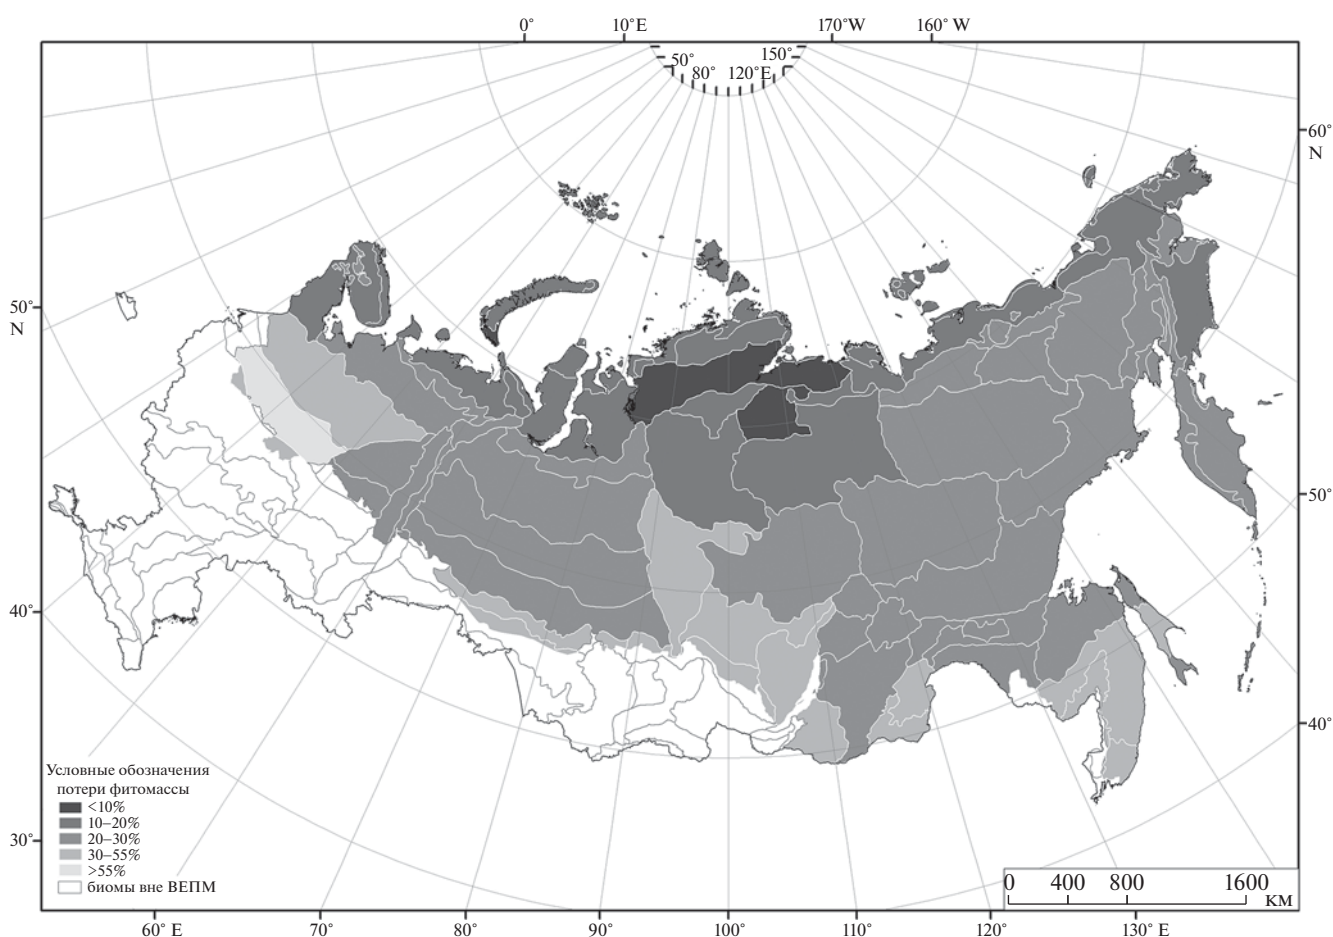 0° 10°E 170°W 160° W
50° 80° 120°E 150°
60°
N
50°
N
50°
40°
40°
30°
Условные обозначения
потери фитомассы
<10%
10–20%
20–30%
30–55%
>55%
биомы вне ВЕПМ
0 400 800 1600
КМ
60° E 70° 80° 90° 100° 110° 120° 130° E